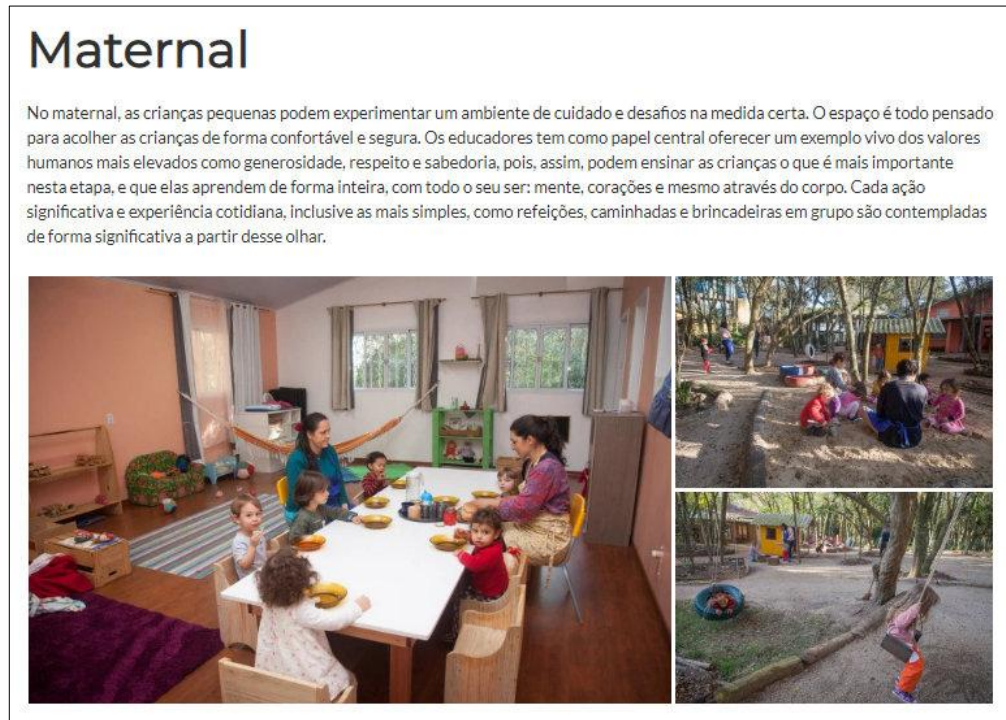 Maternal
No maternal, as crianças pequenas podem experimentar um ambiente de cuidado e desafios na medida certa. O espaço é todo pensado
para acolher as crianças de forma confortável e segura. Os educadores tem como papel central oferecer um exemplo vivo dos valores
humanos mais elevados como generosidade, respeito e sabedoria, pois, assim, podem ensinar as crianças o que é mais importante
nesta etapa, e que elas aprendem de forma inteira, com todo o seu ser: mente, corações e mesmo através do corpo. Cada ação
significativa e experiência cotidiana, inclusive as mais simples, como refeições, caminhadas e brincadeiras em grupo são contempladas
de forma significativa a partir desse olhar.